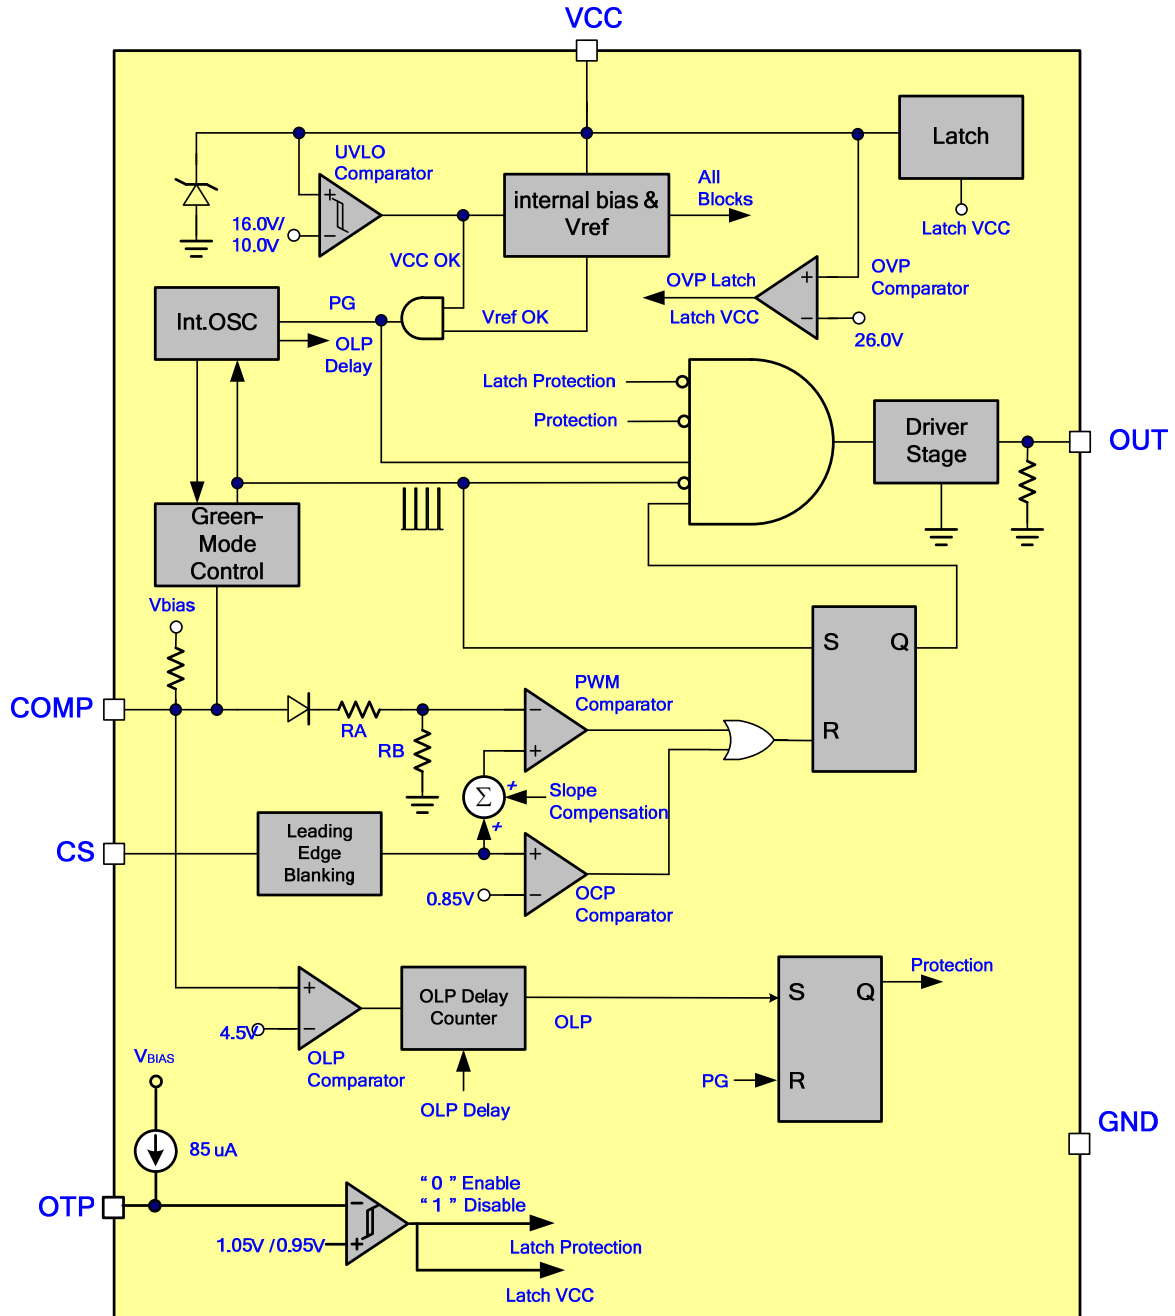 VCC
Latch
UVLO
Comparator
16.0V/
10.0V
+
−
internal bias &
Vref
All
Blocks
Latch VCC
VCC OK
OVP Latch
Latch VCC
+
−
OVP
Comparator
26.0V
PG
Vref OK
Int.OSC
OLP
Delay
Latch Protection
Protection
Driver
Stage
OUT
Green-
Mode
Control
Vbias
COMP
RA
RB
PWM
Comparator
−
+
S
Q
R
Σ
+
+
Slope
Compensation
CS
Leading
Edge
Blanking
0.85V
+
−
OCP
Comparator
4.5V
+
−
OLP
Comparator
OLP Delay
Counter
OLP
OLP Delay
S
Q
R
Protection
PG
GND
VBIAS
85 uA
OTP
−
+
1.05V /0.95V
“ 0 ” Enable
“ 1 ” Disable
Latch Protection
Latch VCC